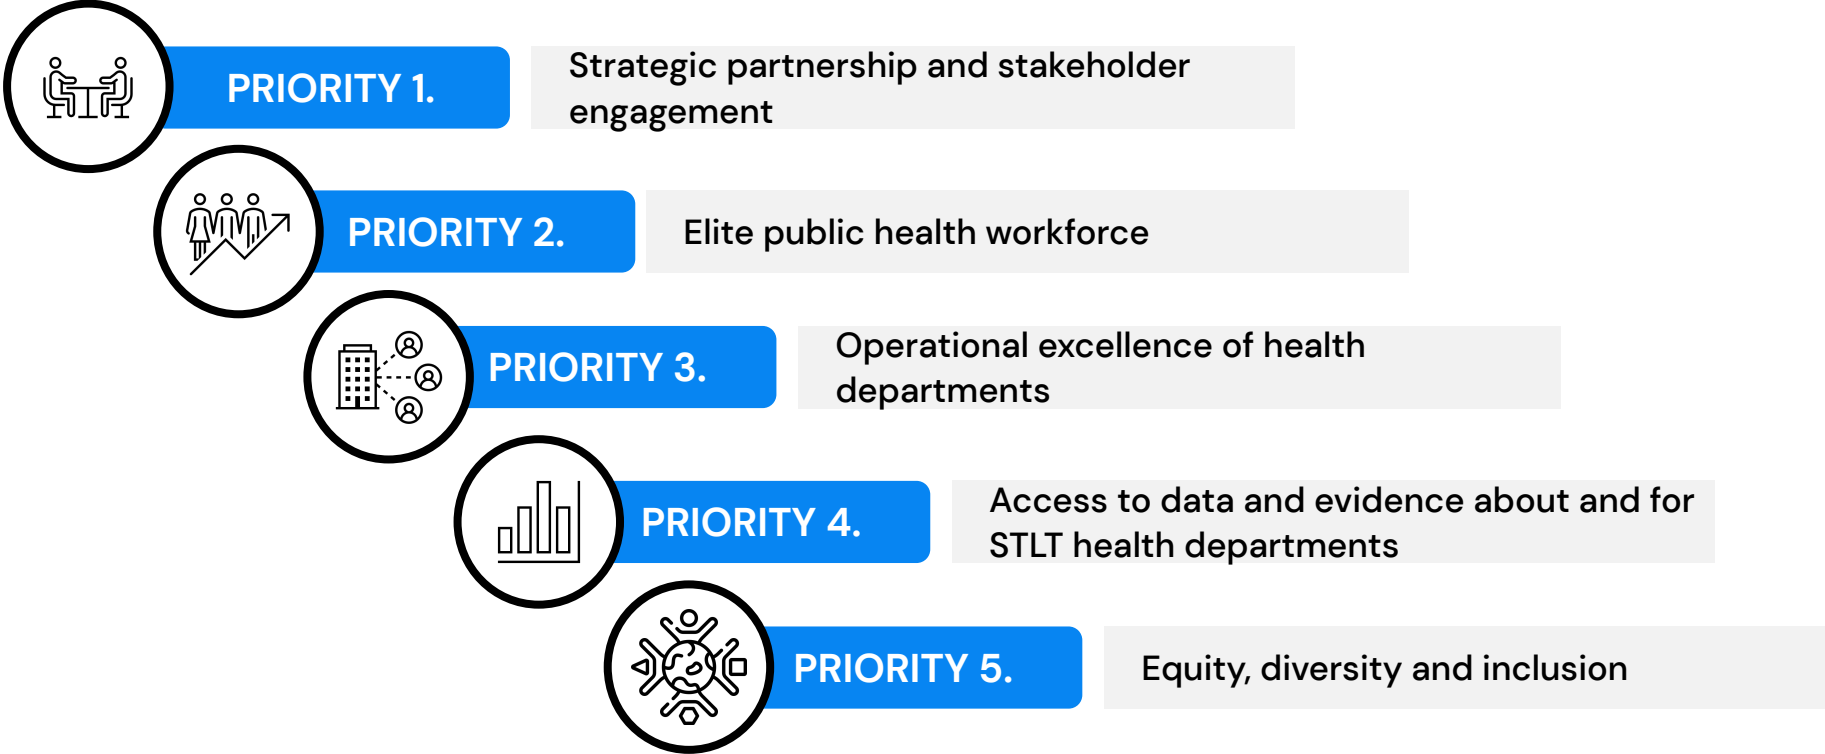 PRIORITY 1.
Strategic partnership and stakeholder
engagement
PRIORITY 2.
Elite public health workforce
PRIORITY 3.
Operational excellence of health
departments
PRIORITY 4.
Access to data and evidence about and for
STLT health departments
PRIORITY 5.
Equity, diversity and inclusion